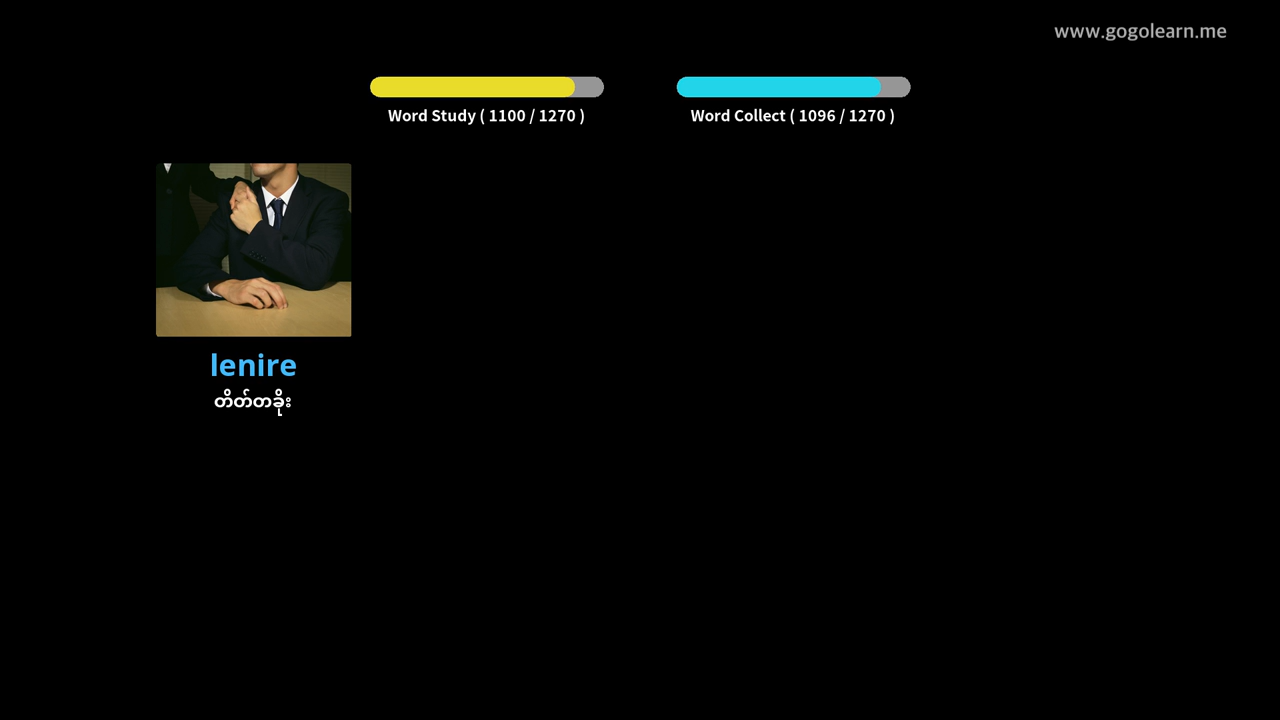 www.gogolearn.me
Word Study ( 1100 / 1270 )
Word Collect ( 1096 / 1270 )
lenire
တိတ်တခိုး